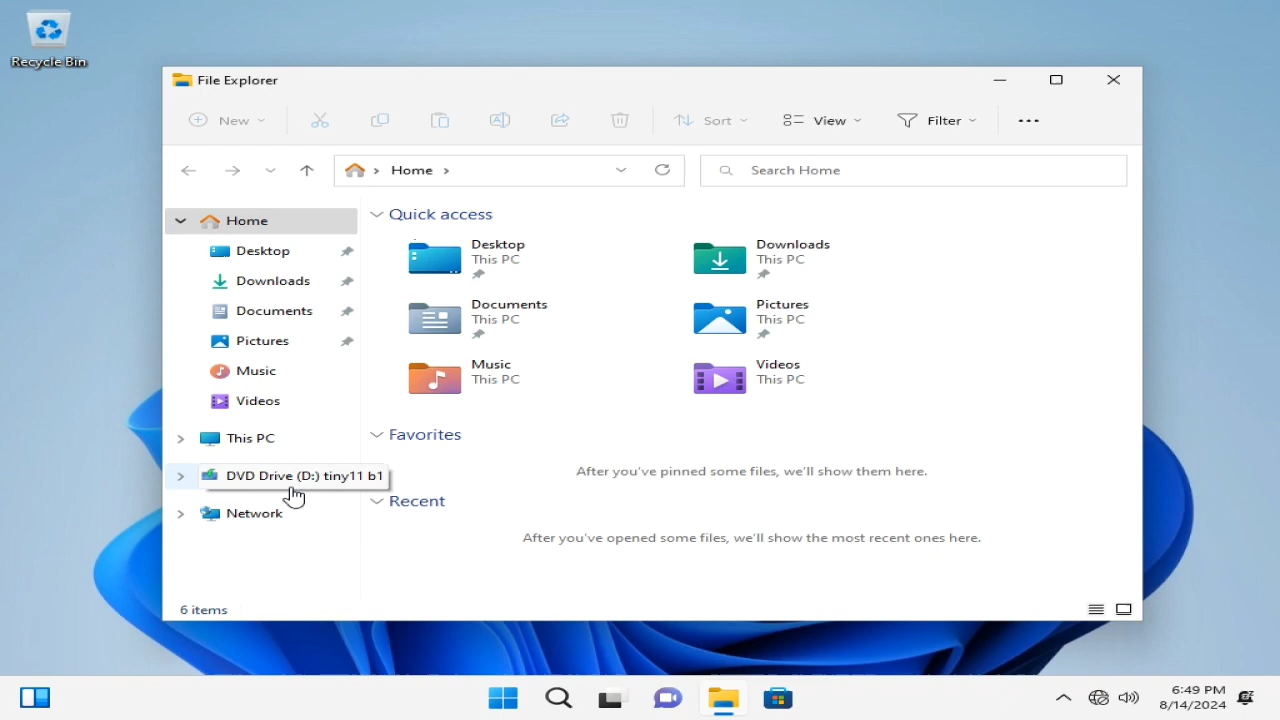 Recycle Bin
File Explorer
New
Sort
View
Filter
Home
Search Home
Home
Desktop
Downloads
Documents
Pictures
Music
Videos
This PC
DVD Drive (D:) tiny11 b1
Network
Quick access
Desktop
This PC
Downloads
This PC
Documents
This PC
Pictures
This PC
Music
This PC
Videos
This PC
Favorites
After you've pinned some files, we'll show them here.
Recent
After you've opened some files, we'll show the most recent ones here.
6 items
6:49 PM
8/14/2024